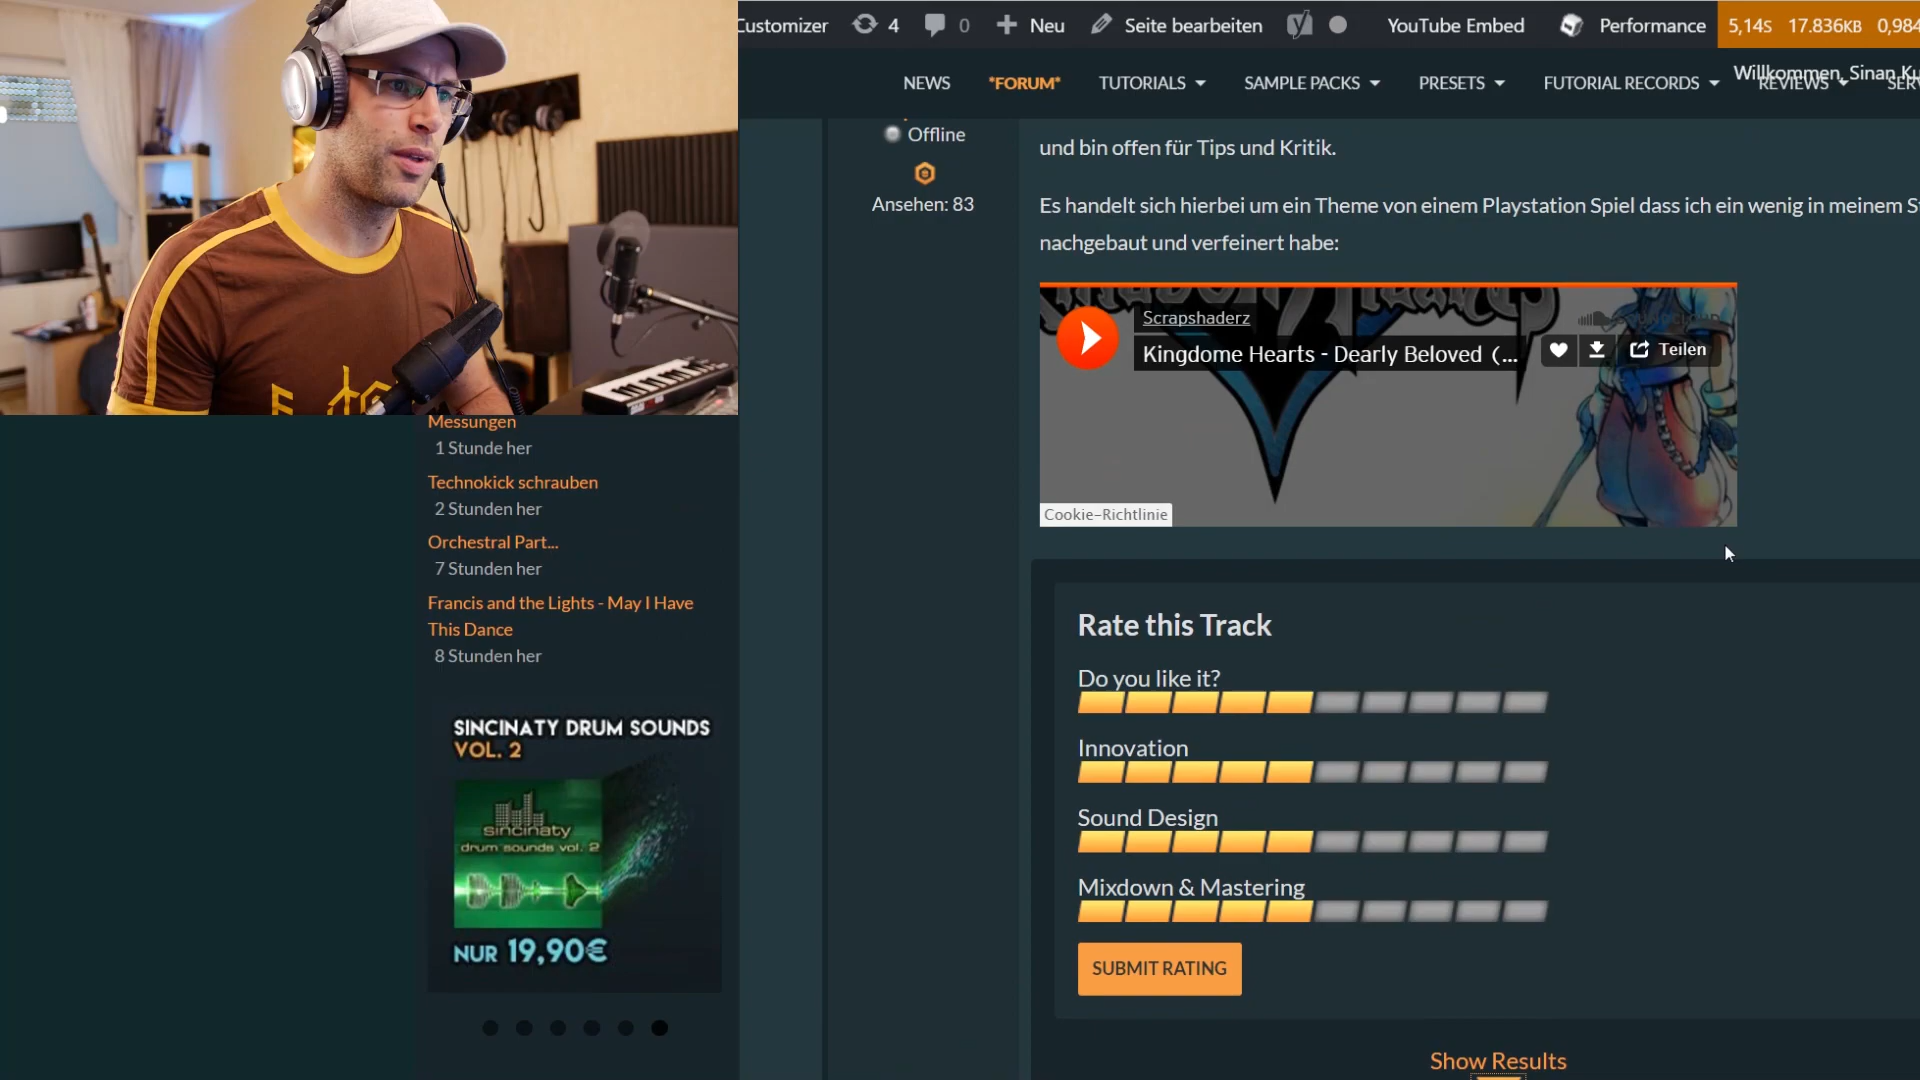 Customizer
4
0
Neu
Seite bearbeiten
YouTube Embed
Performance
5,14s 17.836KB 0,984
NEWS
*FORUM*
TUTORIALS
SAMPLE PACKS
PRESETS
FUTORIAL RECORDS
REVIEWS
SERV
Willkommen, Sinan Ku
Offline
Ansehen: 83
und bin offen für Tips und Kritik.
Es handelt sich hierbei um ein Theme von einem Playstation Spiel dass ich ein wenig in meinem S
nachgebaut und verfeinert habe:
Scrapshaderz
Kingdome Hearts - Dearly Beloved (...
Teilen
Cookie-Richtlinie
Messungen
1 Stunde her
Technokick schrauben
2 Stunden her
Orchestral Part...
7 Stunden her
Francis and the Lights - May I Have
This Dance
8 Stunden her
SINCINATY DRUM SOUNDS
VOL. 2
sincinaty
drum sounds vol. 2
NUR 19,90€
Rate this Track
Do you like it?
Innovation
Sound Design
Mixdown & Mastering
SUBMIT RATING
Show Results